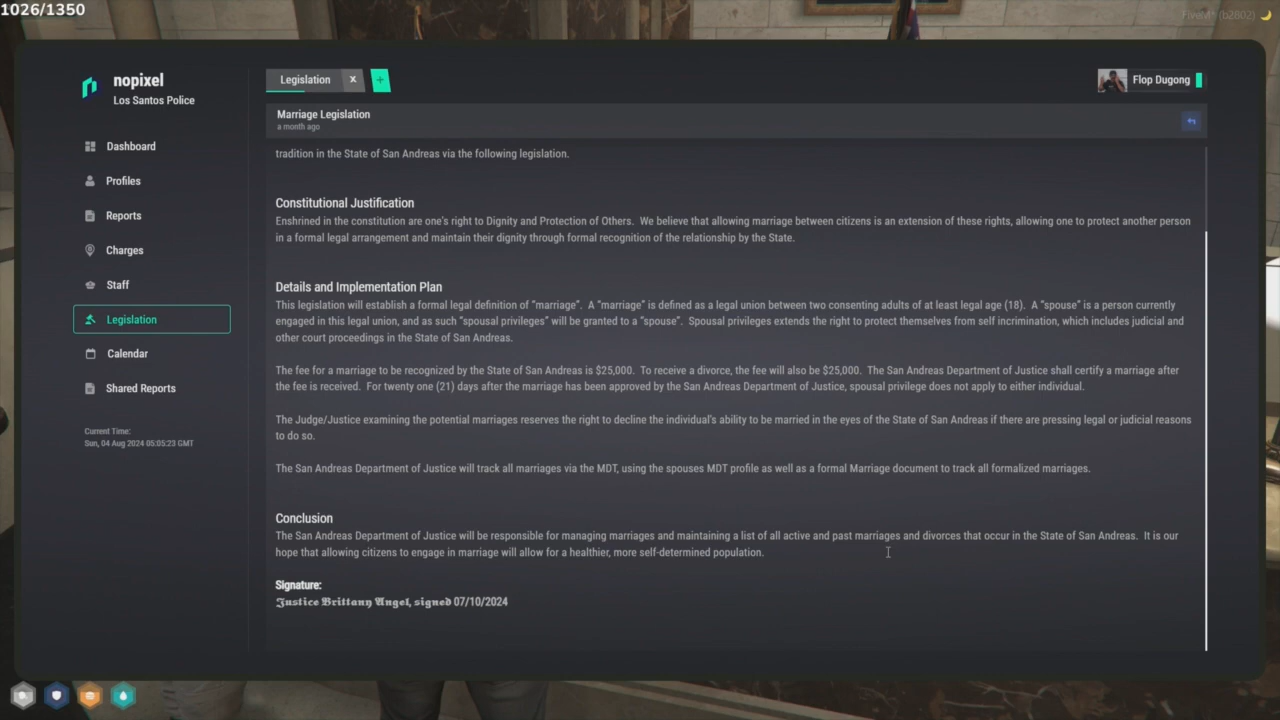 1026/1350
FiveM (b2802)
nopixel
Los Santos Police
Legislation x +
Flop Dugong
Dashboard
Profiles
Reports
Charges
Staff
Legislation
Calendar
Shared Reports
Current Time:
Sun, 04 Aug 2024 05:05:23 GMT
Marriage Legislation
a month ago
tradition in the State of San Andreas via the following legislation.
Constitutional Justification
Enshrined in the constitution are one's right to Dignity and Protection of Others. We believe that allowing marriage between citizens is an extension of these rights, allowing one to protect another person
in a formal legal arrangement and maintain their dignity through formal recognition of the relationship by the State.
Details and Implementation Plan
This legislation will establish a formal legal definition of "marriage". A "marriage" is defined as a legal union between two consenting adults of at least legal age (18). A "spouse" is a person currently
engaged in this legal union, and as such "spousal privileges" will be granted to a "spouse". Spousal privileges extends the right to protect themselves from self incrimination, which includes judicial and
other court proceedings in the State of San Andreas.
The fee for a marriage to be recognized by the State of San Andreas is $25,000. To receive a divorce, the fee will also be $25,000. The San Andreas Department of Justice shall certify a marriage after
the fee is received. For twenty one (21) days after the marriage has been approved by the San Andreas Department of Justice, spousal privilege does not apply to either individual.
The Judge/Justice examining the potential marriages reserves the right to decline the individual's ability to be married in the eyes of the State of San Andreas if there are pressing legal or judicial reasons
to do so.
The San Andreas Department of Justice will track all marriages via the MDT, using the spouses MDT profile as well as a formal Marriage document to track all formalized marriages.
Conclusion
The San Andreas Department of Justice will be responsible for managing marriages and maintaining a list of all active and past marriages and divorces that occur in the State of San Andreas. It is our
hope that allowing citizens to engage in marriage will allow for a healthier, more self-determined population.
Signature:
Justice Brittany Angel, signed 07/10/2024